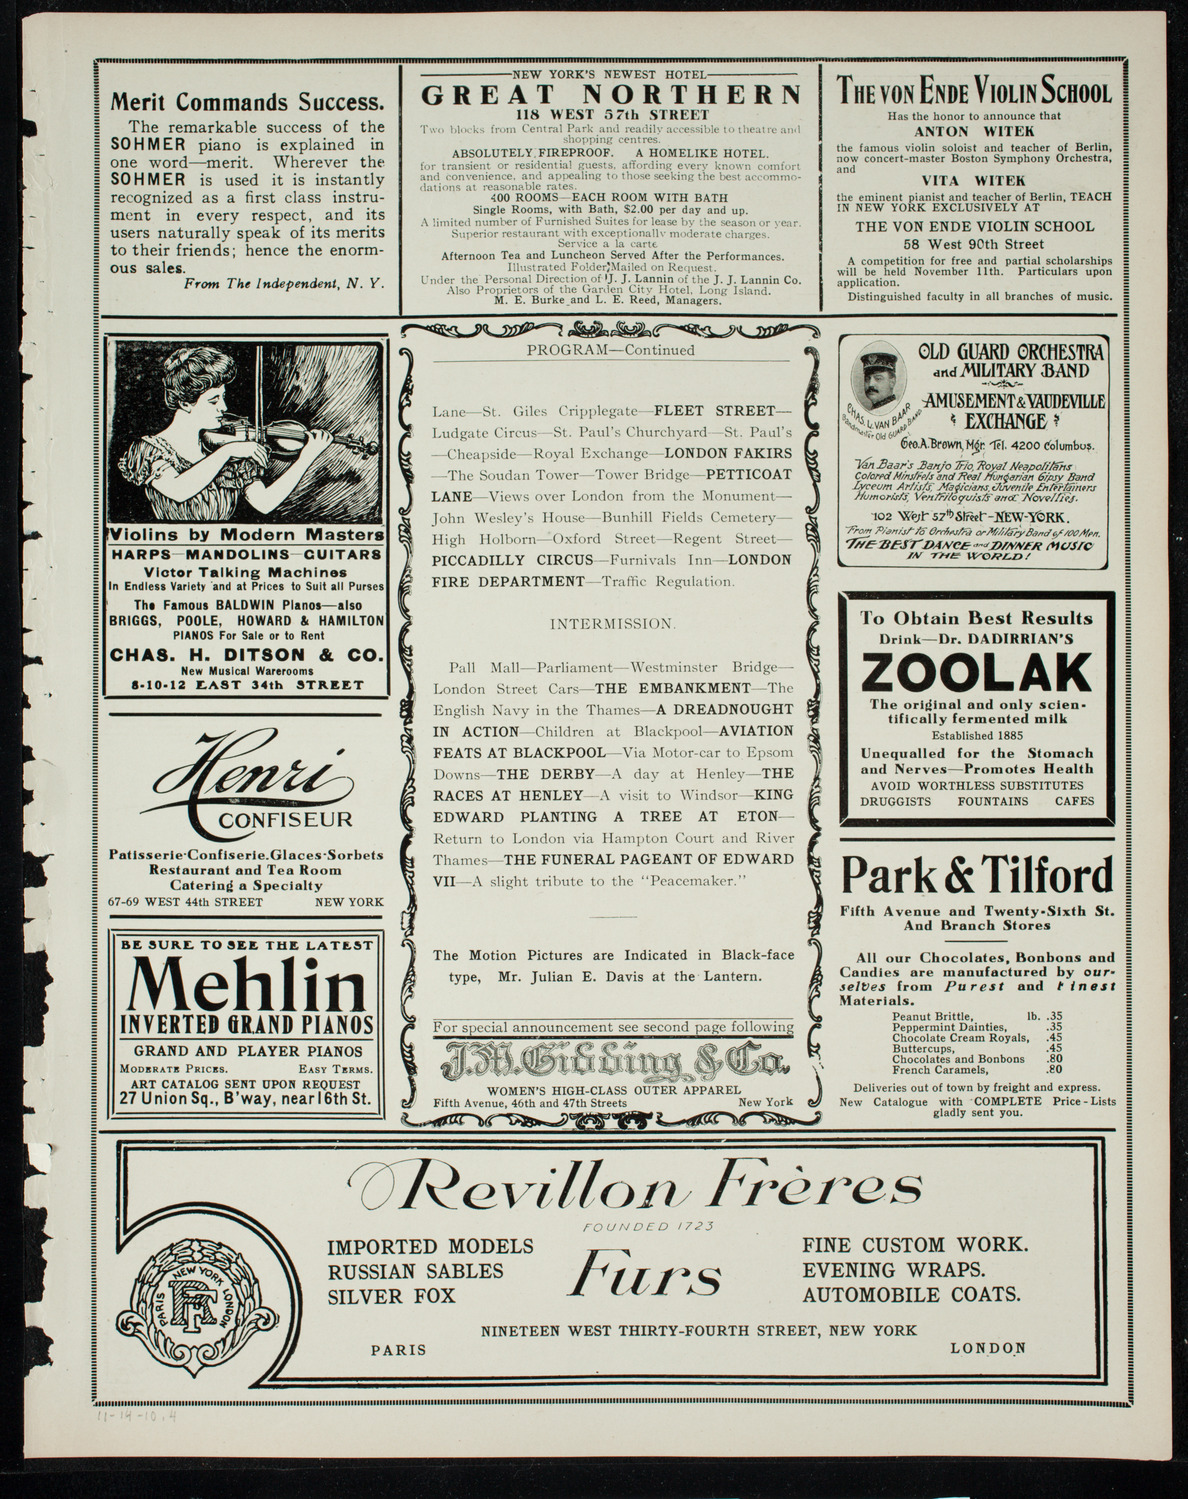 Merit Commands Success.
The remarkable success of the
SOHMER piano is explained in
one word—merit. Wherever the
SOHMER is used it is instantly
recognized as a first class instru-
ment in every respect, and its
users naturally speak of its merits
to their friends; hence the enorm-
ous sales.
From The Independent, N. Y.
NEW YORK'S NEWEST HOTEL
GREAT NORTHERN
118 WEST 57th STREET
Two blocks from Central Park and readily accessible to theatre and
shopping centres.
ABSOLUTELY FIREPROOF. A HOMELIKE HOTEL.
for transient or residential guests, affording every known comfort
and convenience, and appealing to those seeking the best accommo-
dations at reasonable rates.
400 ROOMS—EACH ROOM WITH BATH
Single Rooms, with Bath, $2.00 per day and up.
A limited number of Furnished Suites for lease by the season or year.
Superior restaurant with exceptionally moderate charges.
Service a la carte
Afternoon Tea and Luncheon Served After the Performances.
Illustrated Folder Mailed on Request.
Under the Personal Direction of J. J. Lannin of the J. J. Lannin Co.
Also Proprietors of the Garden City Hotel, Long Island.
M. E. Burke and L. E. Reed, Managers.
THE VON ENDE VIOLIN SCHOOL
Has the honor to announce that
ANTON WITEK
the famous violin soloist and teacher of Berlin,
now concert-master Boston Symphony Orchestra,
and
VITA WITEK
the eminent pianist and teacher of Berlin, TEACH
IN NEW YORK EXCLUSIVELY AT
THE VON ENDE VIOLIN SCHOOL
58 West 90th Street
A competition for free and partial scholarships
will be held November 11th. Particulars upon
application.
Distinguished faculty in all branches of music.
Violins by Modern Masters
HARPS—MANDOLINS—GUITARS
Victor Talking Machines
In Endless Variety and at Prices to Suit all Purses
The Famous BALDWIN Pianos—also
BRIGGS, POOLE, HOWARD & HAMILTON
PIANOS For Sale or to Rent
CHAS. H. DITSON & CO.
New Musical Warerooms
8-10-12 EAST 34th STREET
Henri
CONFISEUR
Patisserie-Confiserie.Glaces-Sorbets
Restaurant and Tea Room
Catering a Specialty
67-69 WEST 44th STREET NEW YORK
BE SURE TO SEE THE LATEST
Mehlin
INVERTED GRAND PIANOS
GRAND AND PLAYER PIANOS
MODERATE PRICES. EASY TERMS.
ART CATALOG SENT UPON REQUEST
27 Union Sq., B'way, near 16th St.
PROGRAM—Continued
Lane—St. Giles Cripplegate—FLEET STREET—
Ludgate Circus—St. Paul's Churchyard—St. Paul's
—Cheapside—Royal Exchange—LONDON FAKIRS
—The Soudan Tower—Tower Bridge—PETTICOAT
LANE—Views over London from the Monument—
John Wesley's House—Bunhill Fields Cemetery—
High Holborn—Oxford Street—Regent Street—
PICCADILLY CIRCUS—Furnivals Inn—LONDON
FIRE DEPARTMENT—Traffic Regulation.
INTERMISSION.
Pall Mall—Parliament—Westminster Bridge—
London Street Cars—THE EMBANKMENT—The
English Navy in the Thames—A DREADNOUGHT
IN ACTION—Children at Blackpool—AVIATION
FEATS AT BLACKPOOL—Via Motor-car to Epsom
Downs—THE DERBY—A day at Henley—THE
RACES AT HENLEY—A visit to Windsor—KING
EDWARD PLANTING A TREE AT ETON—
Return to London via Hampton Court and River
Thames—THE FUNERAL PAGEANT OF EDWARD
VII—A slight tribute to the "Peacemaker."
The Motion Pictures are Indicated in Black-face
type, Mr. Julian E. Davis at the Lantern.
For special announcement see second page following
J.M.Gidding & Co.
WOMEN'S HIGH-CLASS OUTER APPAREL
Fifth Avenue, 46th and 47th Streets New York
OLD GUARD ORCHESTRA
and MILITARY BAND
AMUSEMENT & VAUDEVILLE
EXCHANGE
CHAS. L. VAN BAAR
Bandmaster Old GUARD BAND
Geo. A. Brown, Mgr. Tel. 4200 Columbus.
Van Baar's Banjo Trio, Royal Neapolitans
Colored Minstrels and Real Hungarian Gipsy Band
Lyceum Artists, Magicians, Juvenile Entertainers
Humorists, Ventriloquists and Novelties.
102 West 57th Street-NEW-YORK.
From Pianist to Orchestra or Military Band of 100 Men.
THE BEST DANCE and DINNER MUSIC
IN THE WORLD!
To Obtain Best Results
Drink—Dr. DADIRRIAN'S
ZOOLAK
The original and only scien-
tifically fermented milk
Established 1885
Unequalled for the Stomach
and Nerves—Promotes Health
AVOID WORTHLESS SUBSTITUTES
DRUGGISTS FOUNTAINS CAFES
Park & Tilford
Fifth Avenue and Twenty-Sixth St.
And Branch Stores
All our Chocolates, Bonbons and
Candies are manufactured by our-
selves from Purest and Finest
Materials.
Peanut Brittle, lb. .35
Peppermint Dainties, .35
Chocolate Cream Royals, .45
Buttercups, .45
Chocolates and Bonbons .80
French Caramels, .80
Deliveries out of town by freight and express.
New Catalogue with COMPLETE Price-Lists
gladly sent you.
Revillon Frères
FOUNDED 1723
Furs
IMPORTED MODELS
RUSSIAN SABLES
SILVER FOX
FINE CUSTOM WORK.
EVENING WRAPS.
AUTOMOBILE COATS.
PARIS NEW YORK LONDON
RF
NINETEEN WEST THIRTY-FOURTH STREET, NEW YORK
PARIS LONDON
11-14-10.4